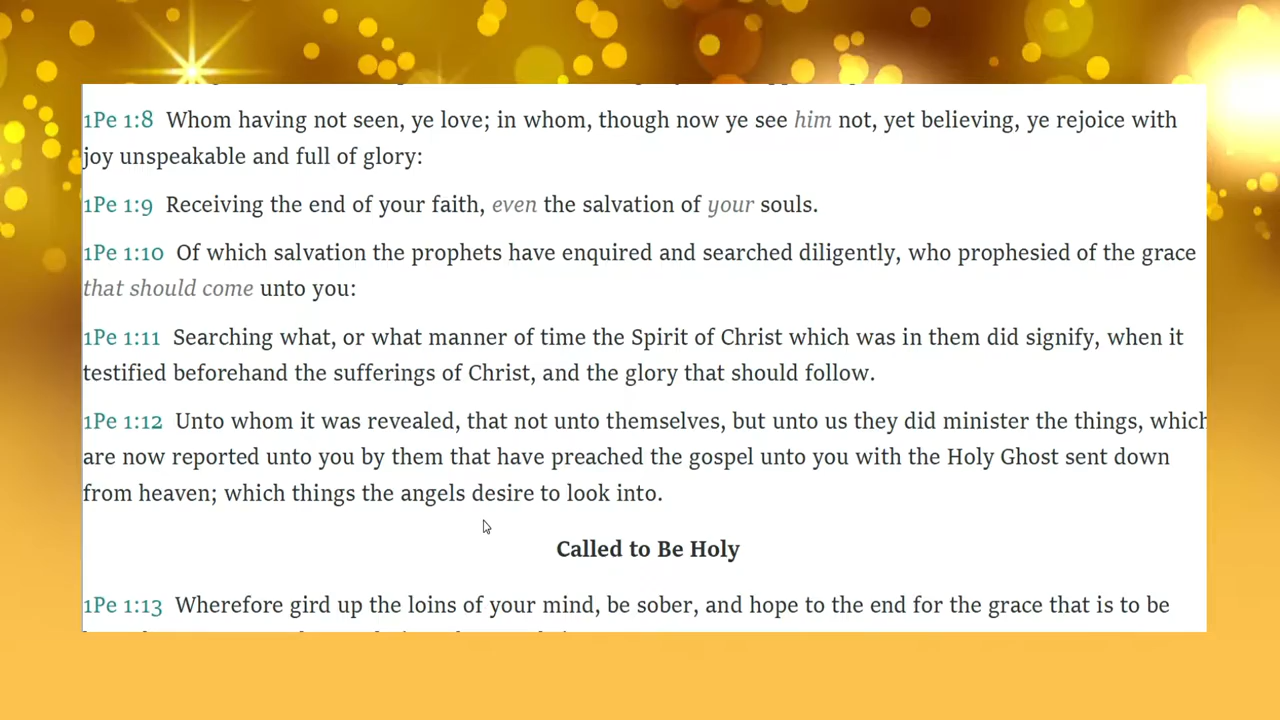 1Pe 1:8 Whom having not seen, ye love; in whom, though now ye see him not, yet believing, ye rejoice with
joy unspeakable and full of glory:
1Pe 1:9 Receiving the end of your faith, even the salvation of your souls.
1Pe 1:10 Of which salvation the prophets have enquired and searched diligently, who prophesied of the grace
that should come unto you:
1Pe 1:11 Searching what, or what manner of time the Spirit of Christ which was in them did signify, when it
testified beforehand the sufferings of Christ, and the glory that should follow.
1Pe 1:12 Unto whom it was revealed, that not unto themselves, but unto us they did minister the things, which
are now reported unto you by them that have preached the gospel unto you with the Holy Ghost sent down
from heaven; which things the angels desire to look into.
Called to Be Holy
1Pe 1:13 Wherefore gird up the loins of your mind, be sober, and hope to the end for the grace that is to be